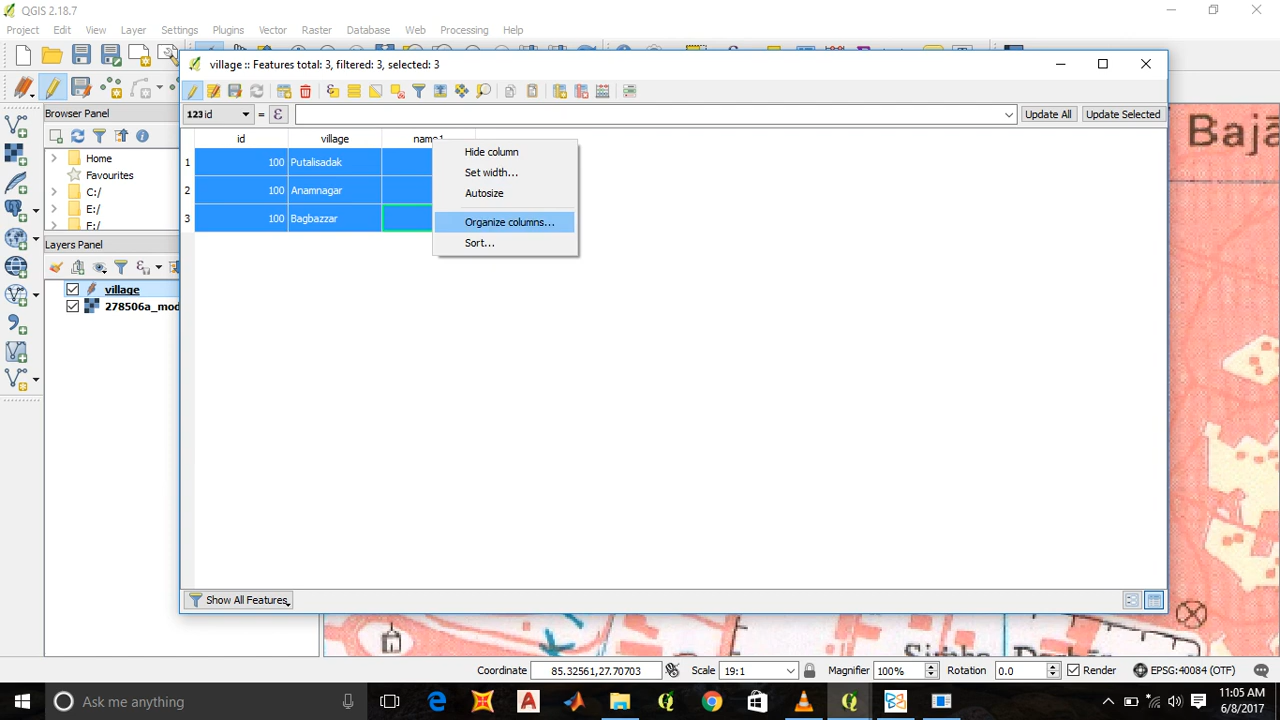 QGIS 2.18.7
Project Edit View Layer Settings Plugins Vector Raster Database Web Processing Help
village :: Features total: 3, filtered: 3, selected: 3
Browser Panel
123 id = ε Update All Update Selected
id village name1
Hide column
Set width...
Autosize
Organize columns...
Sort...
1 100 Putalisadak
2 100 Anamnagar
3 100 Bagbazzar
Home
Favourites
C:/
E:/
F:/
Layers Panel
village
278506a_mod
Show All Features
Coordinate 85.32561,27.70703 Scale 19:1 Magnifier 100% Rotation 0.0 Render EPSG:40084 (OTF)
Ask me anything
11:05 AM
6/8/2017